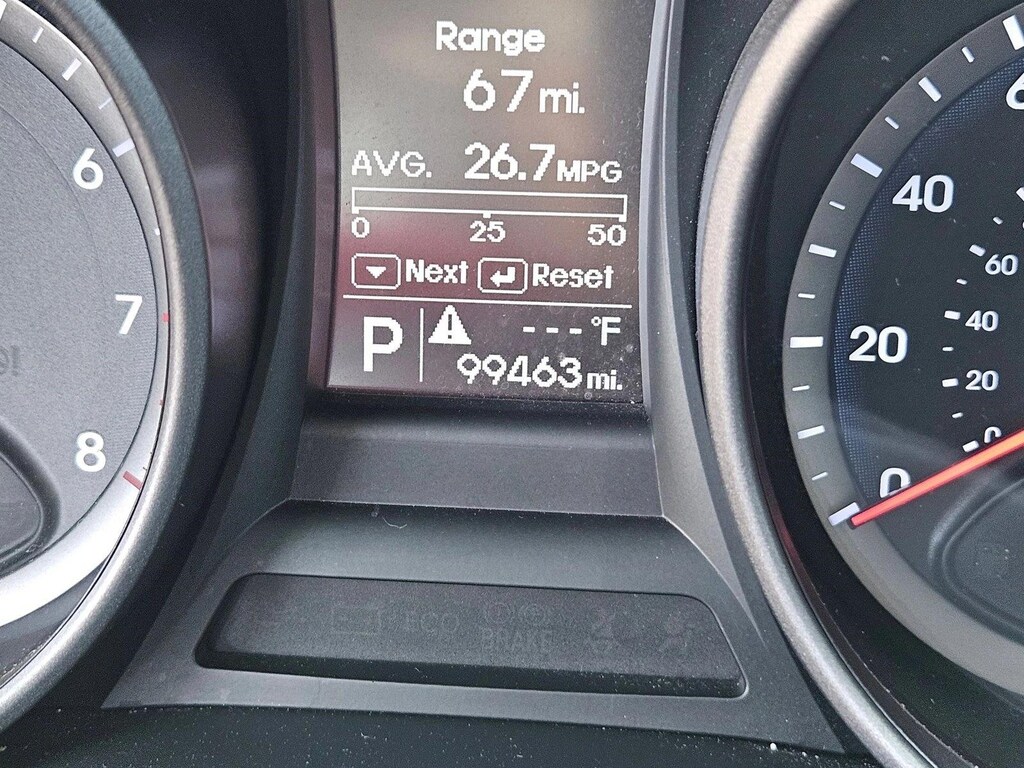 Range
67 mi.
AVG. 26.7 MPG
0 25 50
Next Reset
P - - - °F
99463 mi.
6
7
8
40
20
0
60
40
20
0
ECO
BRAKE